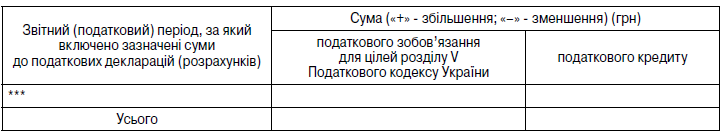 Звітний (податковий) період, за який
включено зазначені суми
до податкових декларацій (розрахунків)
Сума («+» - збільшення; «–» - зменшення) (грн)
податкового зобов’язання
для цілей розділу V
Податкового кодексу України
податкового кредиту
***
Усього